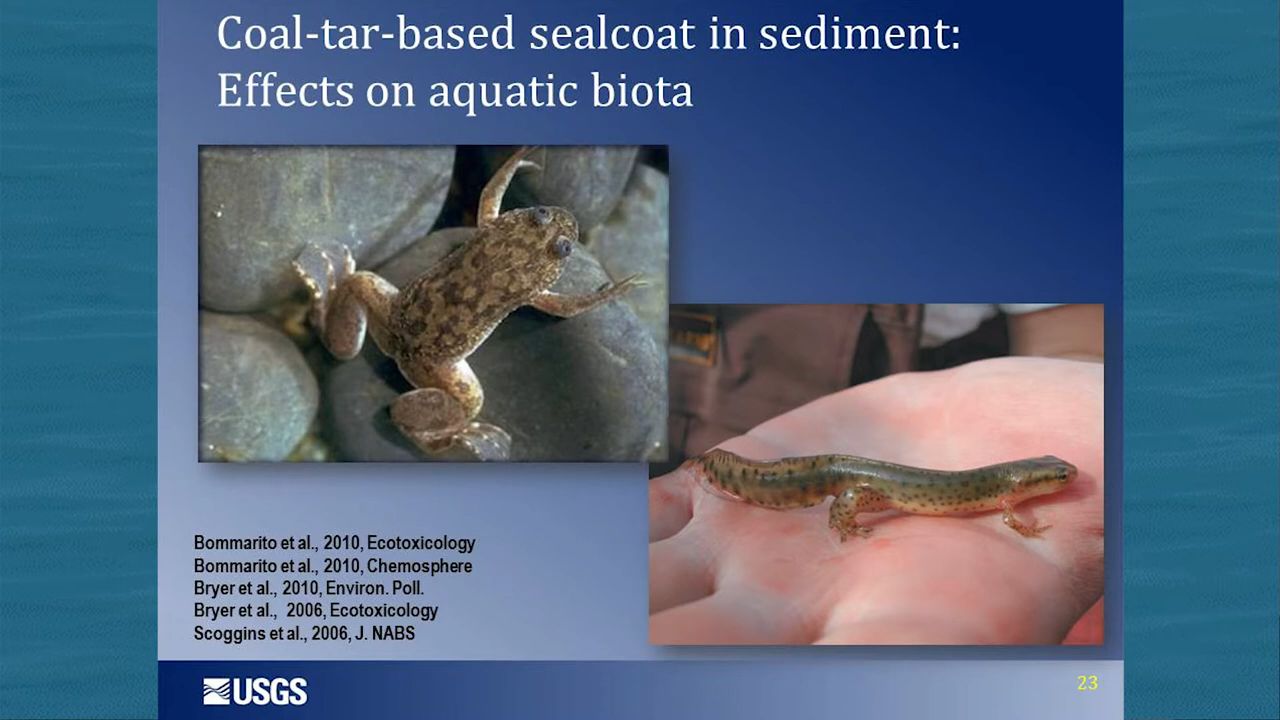 Coal-tar-based sealcoat in sediment:
Effects on aquatic biota
Bommarito et al., 2010, Ecotoxicology
Bommarito et al., 2010, Chemosphere
Bryer et al., 2010, Environ. Poll.
Bryer et al., 2006, Ecotoxicology
Scoggins et al., 2006, J. NABS
USGS
23